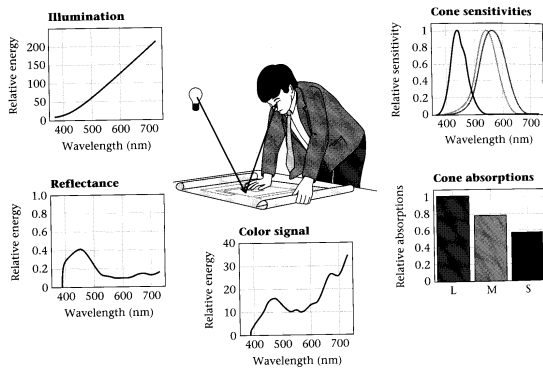 Illumination
Relative energy
200
150
100
50
0
400 500 600 700
Wavelength (nm)
Reflectance
Relative energy
1.0
0.8
0.6
0.4
0.2
0
400 500 600 700
Wavelength (nm)
Color signal
Relative energy
40
30
20
10
0
400 500 600 700
Wavelength (nm)
Cone sensitivities
Relative sensitivity
1
0.8
0.6
0.4
0.2
0
400 500 600 700
Wavelength (nm)
Cone absorptions
Relative absorptions
1
0.8
0.6
0.4
0.2
0
L M S